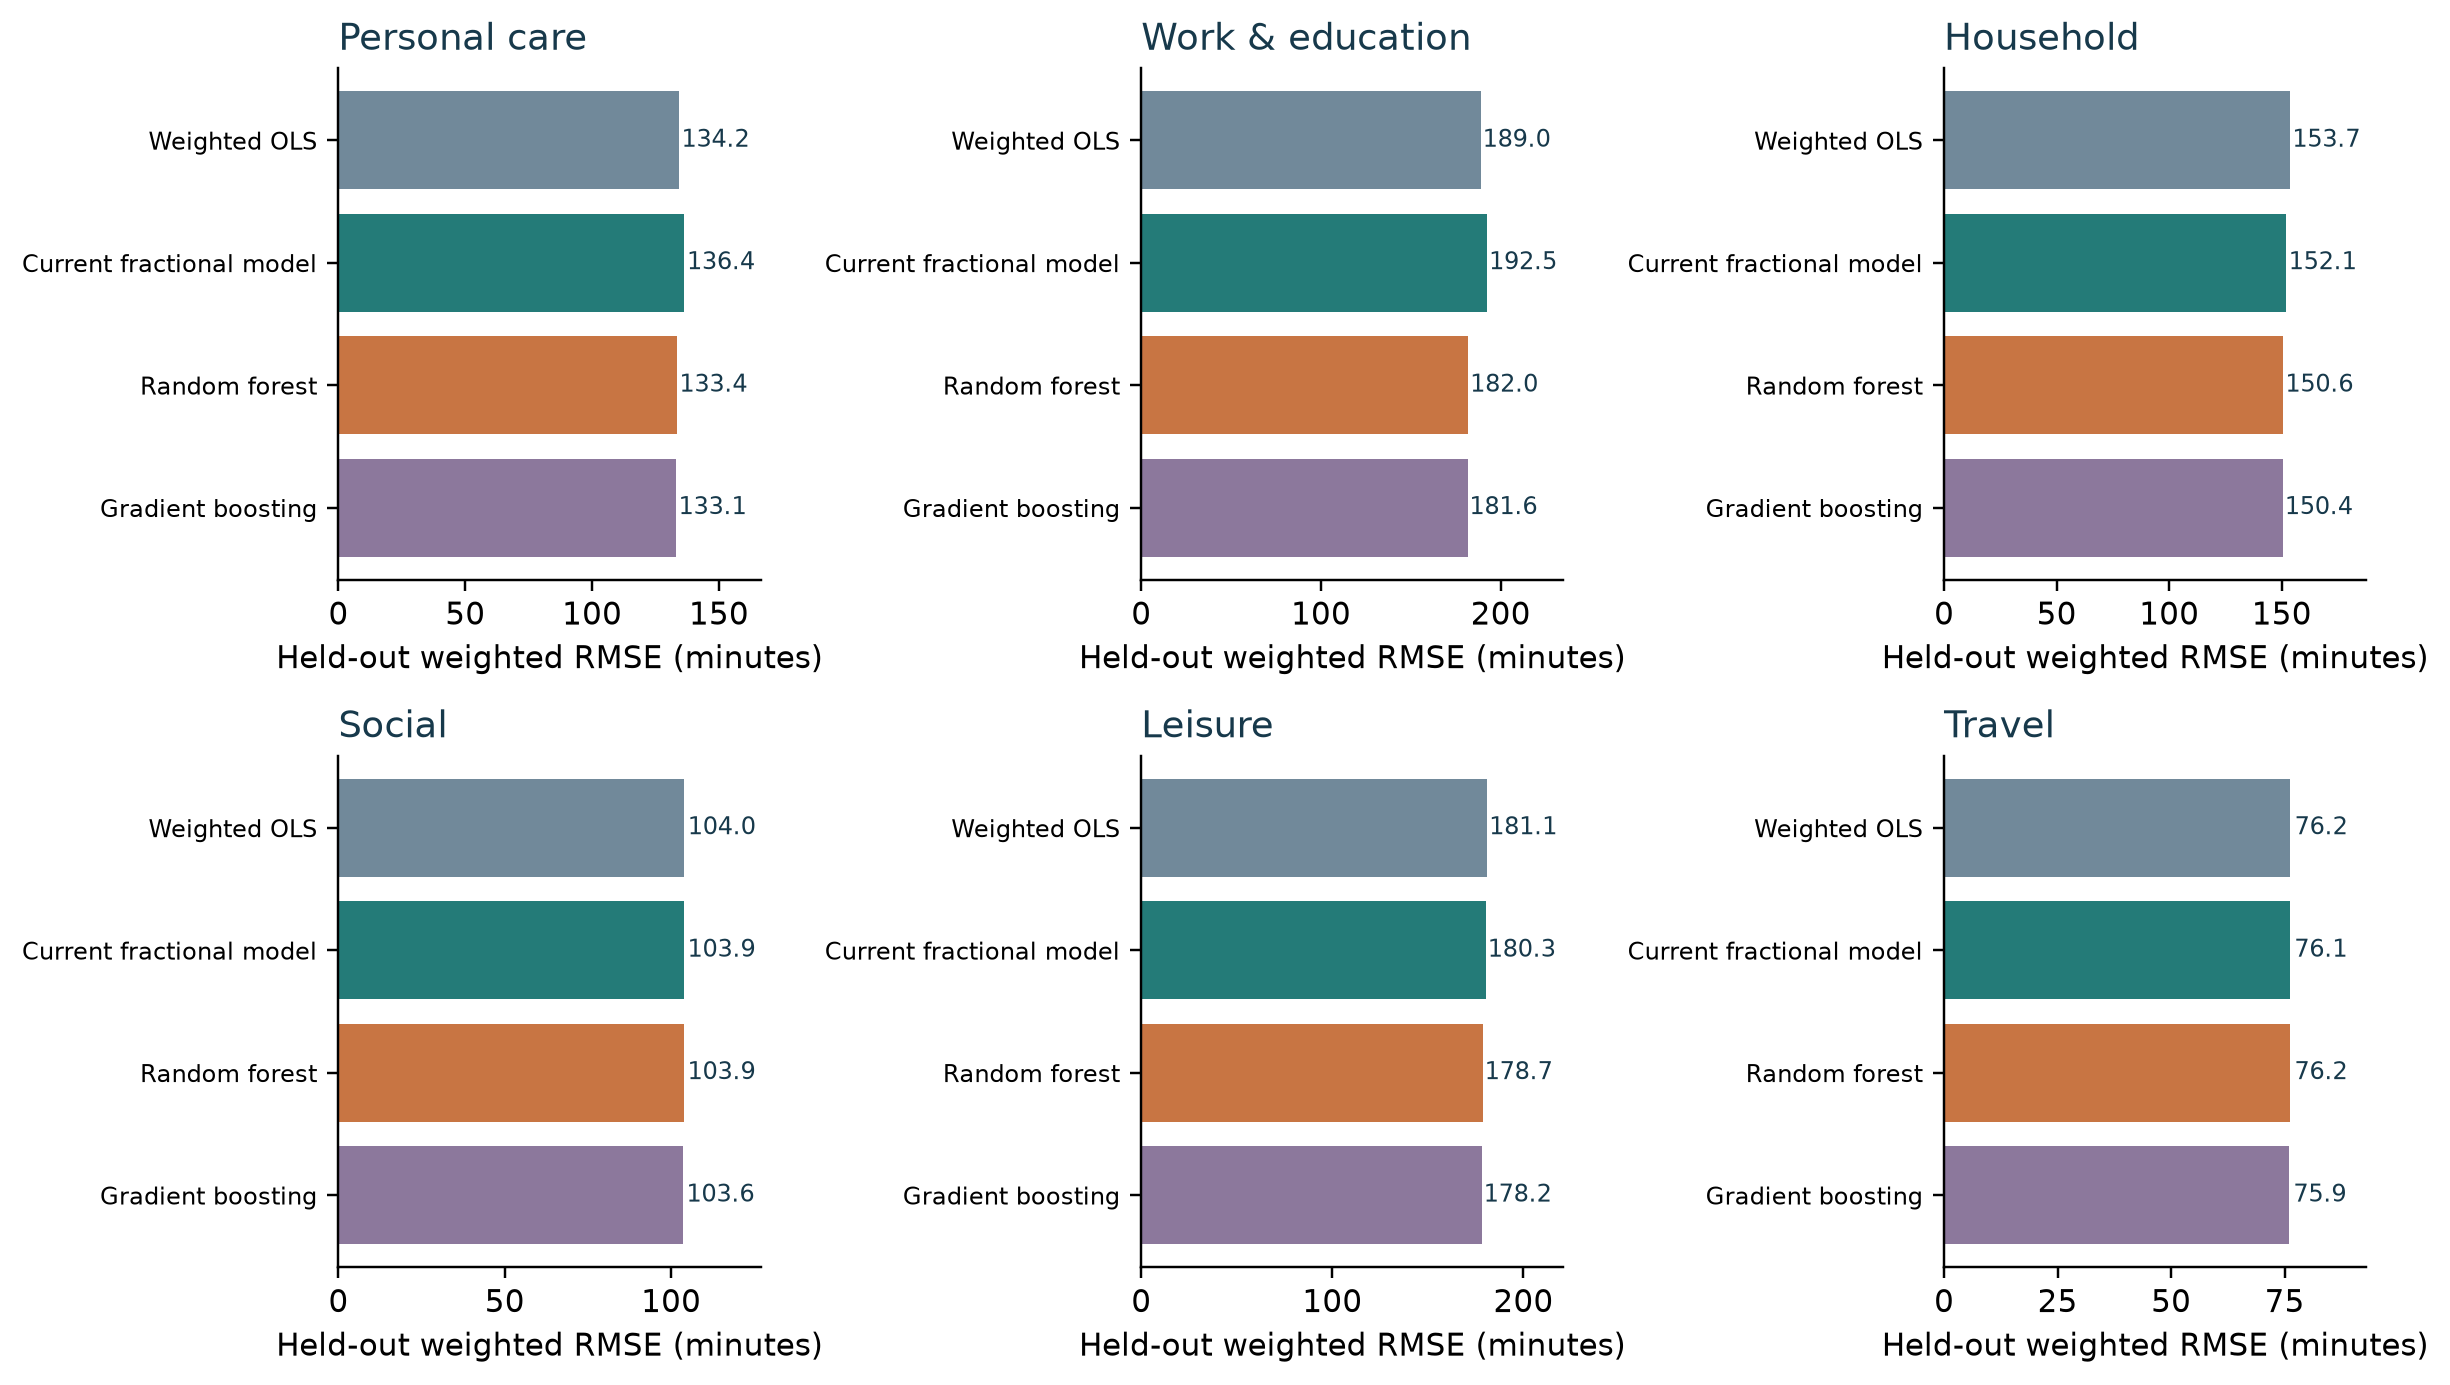 Personal care
Weighted OLS
134.2
Current fractional model
136.4
Random forest
133.4
Gradient boosting
133.1
0 50 100 150
Held-out weighted RMSE (minutes)
Work & education
Weighted OLS
189.0
Current fractional model
192.5
Random forest
182.0
Gradient boosting
181.6
0 100 200
Held-out weighted RMSE (minutes)
Household
Weighted OLS
153.7
Current fractional model
152.1
Random forest
150.6
Gradient boosting
150.4
0 50 100 150
Held-out weighted RMSE (minutes)
Social
Weighted OLS
104.0
Current fractional model
103.9
Random forest
103.9
Gradient boosting
103.6
0 50 100
Held-out weighted RMSE (minutes)
Leisure
Weighted OLS
181.1
Current fractional model
180.3
Random forest
178.7
Gradient boosting
178.2
0 100 200
Held-out weighted RMSE (minutes)
Travel
Weighted OLS
76.2
Current fractional model
76.1
Random forest
76.2
Gradient boosting
75.9
0 25 50 75
Held-out weighted RMSE (minutes)